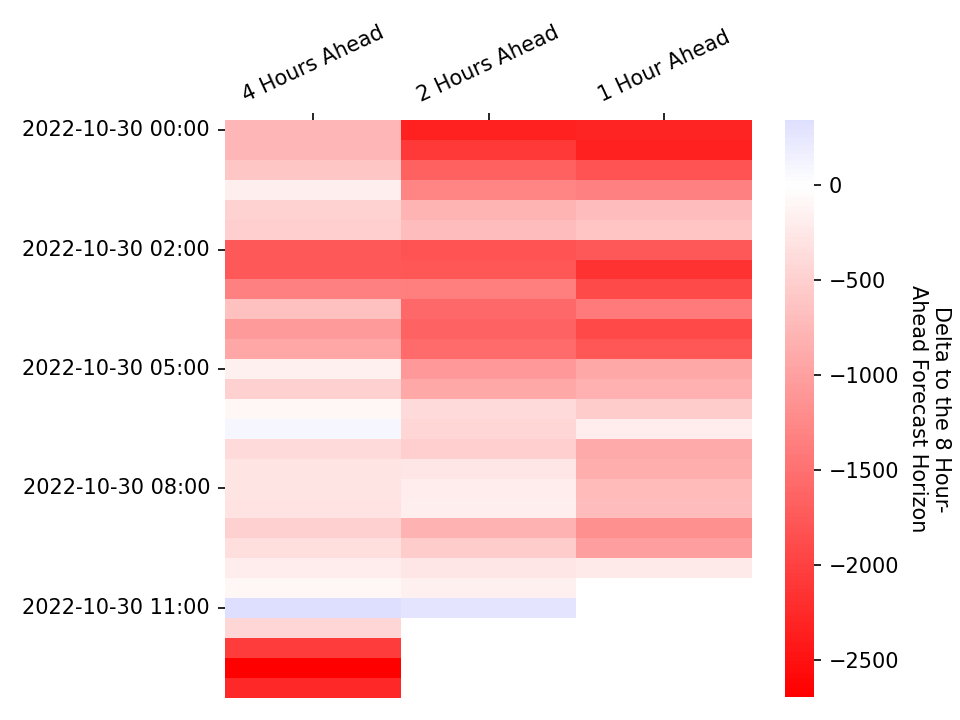 4 Hours Ahead
2 Hours Ahead
1 Hour Ahead
2022-10-30 00:00
2022-10-30 02:00
2022-10-30 05:00
2022-10-30 08:00
2022-10-30 11:00
0
−500
−1000
−1500
−2000
−2500
Delta to the 8 Hour-
Ahead Forecast Horizon